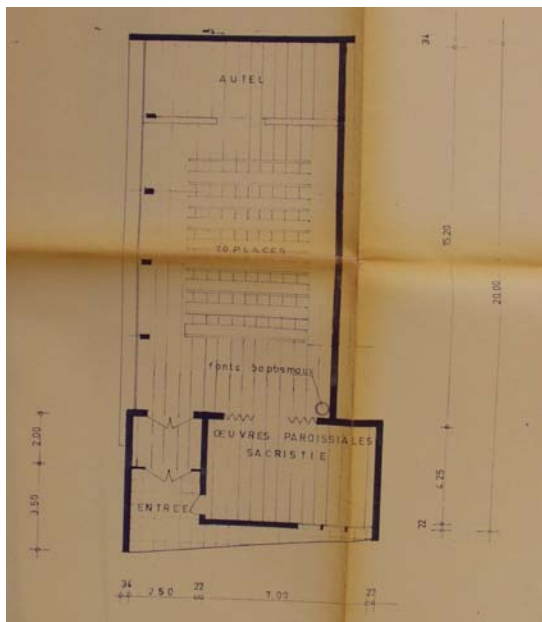 AUTEL
PLACES
fonts baptismaux
ŒUVRES PAROISSIALES
SACRISTIE
ENTREE
34
15.20
20.00
4.25
22
2.00
3.50
34 2.50 22 7.00 22